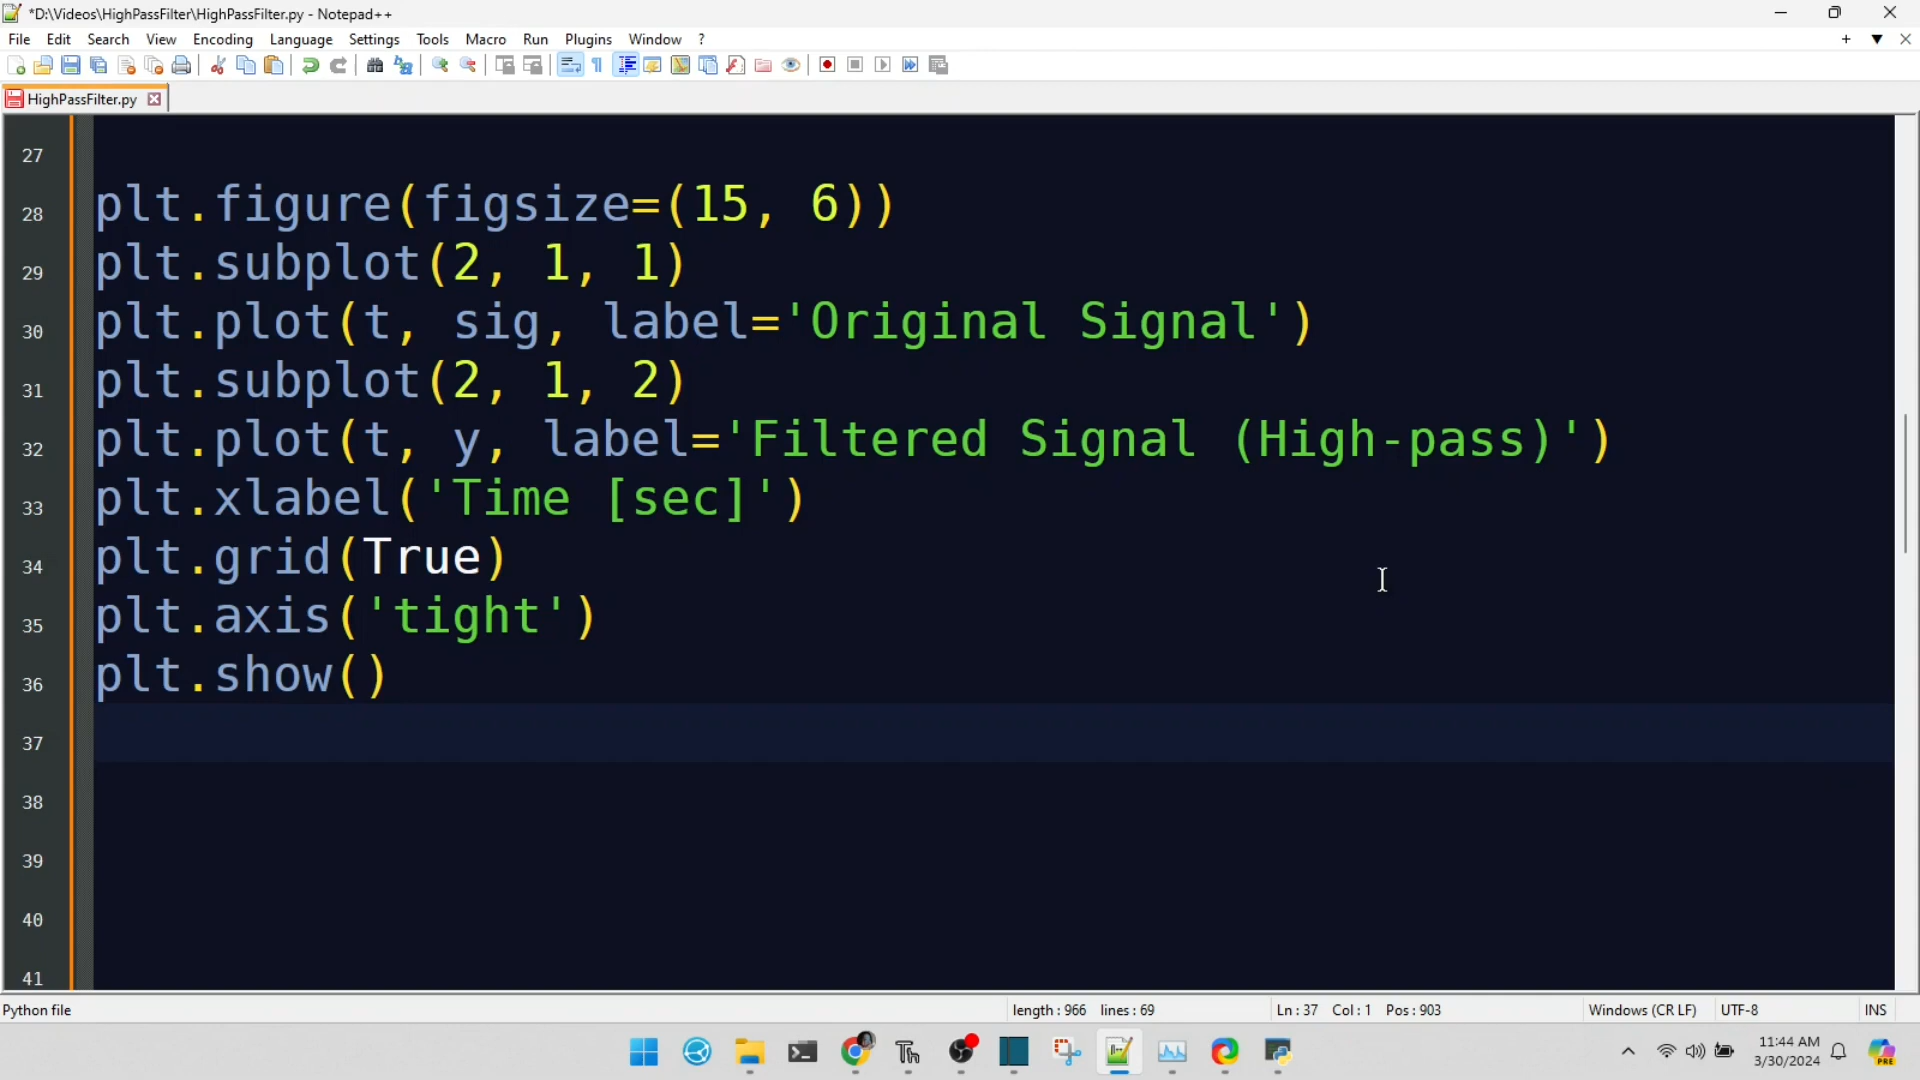 *D:\Videos\HighPassFilter\HighPassFilter.py - Notepad++
File Edit Search View Encoding Language Settings Tools Macro Run Plugins Window ?
HighPassFilter.py
27
28 plt.figure(figsize=(15, 6))
29 plt.subplot(2, 1, 1)
30 plt.plot(t, sig, label='Original Signal')
31 plt.subplot(2, 1, 2)
32 plt.plot(t, y, label='Filtered Signal (High-pass)')
33 plt.xlabel('Time [sec]')
34 plt.grid(True)
35 plt.axis('tight')
36 plt.show()
37
38
39
40
41
Python file length : 966 lines : 69 Ln : 37 Col : 1 Pos : 903 Windows (CR LF) UTF-8 INS
11:44 AM
3/30/2024
PRE